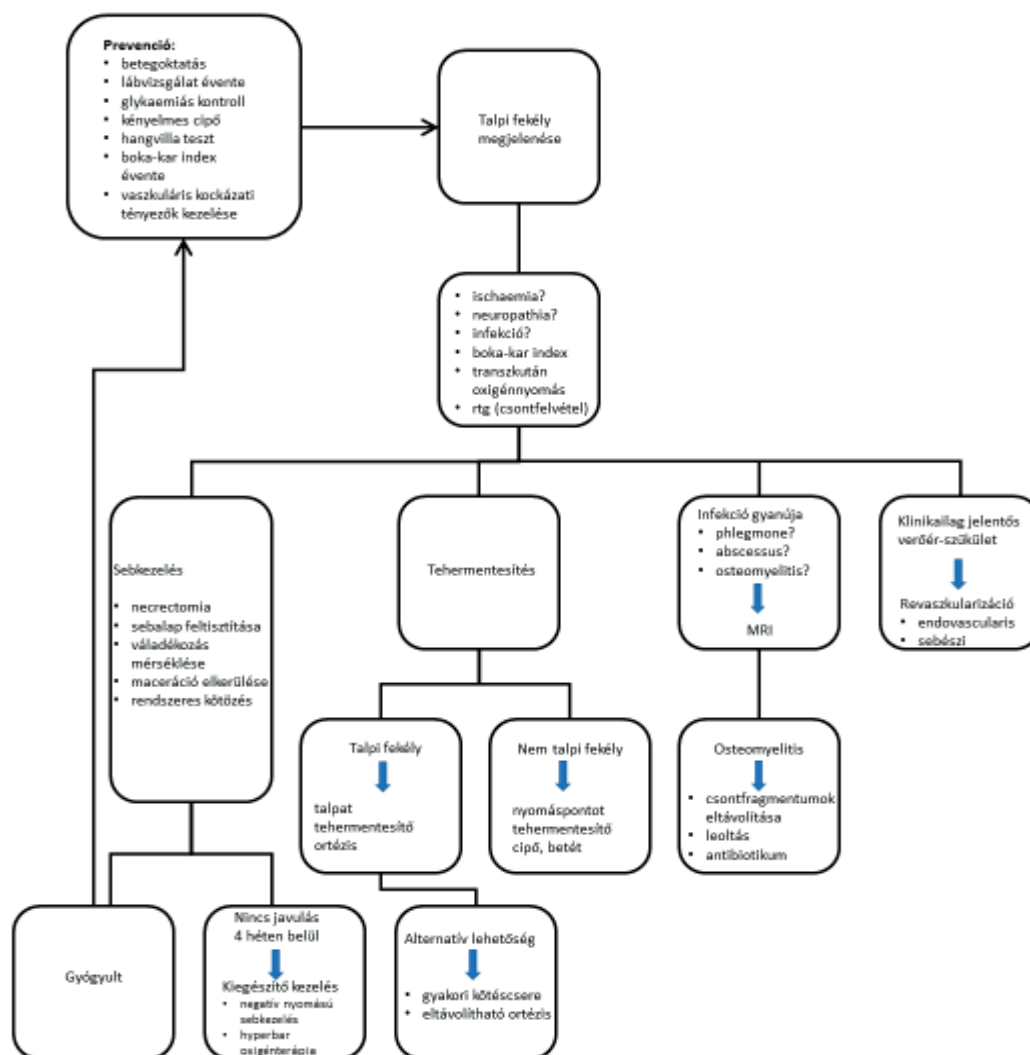 Prevenció:
• betegoktatás
• lábvizsgálat évente
• glykaemiás kontroll
• kényelmes cipő
• hangvilla teszt
• boka-kar index
évente
• vaszkuláris kockázati
tényezők kezelése
Talpi fekély
megjelenése
• ischaemia?
• neuropathia?
• infekció?
• boka-kar index
• transzkután
oxigénnyomás
• rtg (csontfelvétel)
Sebkezelés
• necrectomia
• sebalap feltisztítása
• váladékozás
mérséklése
• maceráció elkerülése
• rendszeres kötözés
Tehermentesítés
Infekció gyanúja
• phlegmone?
• abscessus?
• osteomyelitis?
MRI
Klinikailag jelentős
verőér-szűkület
Revaszkularizáció
• endovascularis
• sebészi
Talpi fekély
talpat
tehermentesítő
ortézis
Nem talpi fekély
nyomáspontot
tehermentesítő
cipő, betét
Osteomyelitis
• csontfragmentumok
eltávolítása
• leoltás
• antibiotikum
Gyógyult
Nincs javulás
4 héten belül
Kiegészítő kezelés
• negatív nyomású
sebkezelés
• hyperbar
oxigénterápia
Alternatív lehetőség
• gyakori kötéscsere
• eltávolítható ortézis